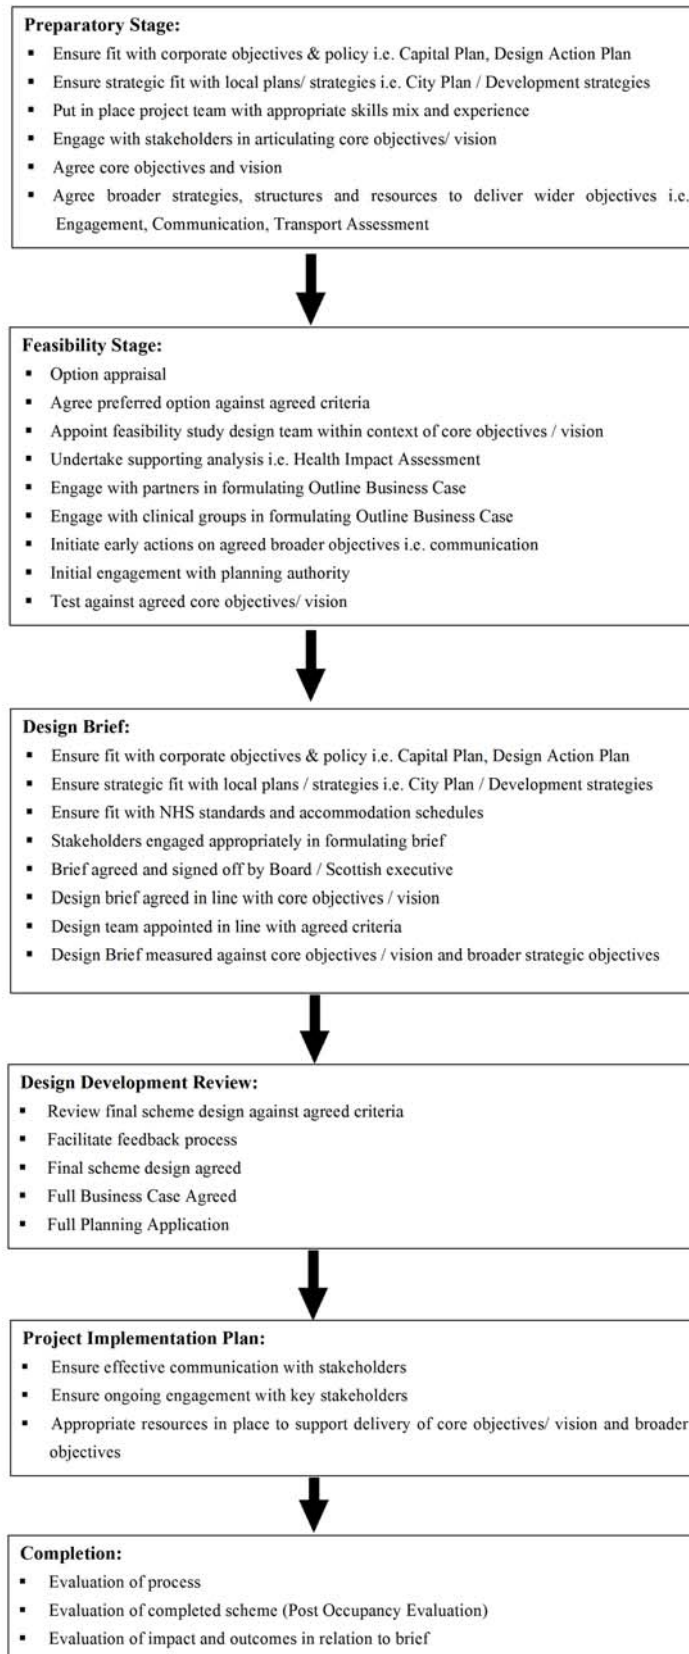 Preparatory Stage:
▪ Ensure fit with corporate objectives & policy i.e. Capital Plan, Design Action Plan
▪ Ensure strategic fit with local plans/ strategies i.e. City Plan / Development strategies
▪ Put in place project team with appropriate skills mix and experience
▪ Engage with stakeholders in articulating core objectives/ vision
▪ Agree core objectives and vision
▪ Agree broader strategies, structures and resources to deliver wider objectives i.e.
Engagement, Communication, Transport Assessment
Feasibility Stage:
▪ Option appraisal
▪ Agree preferred option against agreed criteria
▪ Appoint feasibility study design team within context of core objectives / vision
▪ Undertake supporting analysis i.e. Health Impact Assessment
▪ Engage with partners in formulating Outline Business Case
▪ Engage with clinical groups in formulating Outline Business Case
▪ Initiate early actions on agreed broader objectives i.e. communication
▪ Initial engagement with planning authority
▪ Test against agreed core objectives/ vision
Design Brief:
▪ Ensure fit with corporate objectives & policy i.e. Capital Plan, Design Action Plan
▪ Ensure strategic fit with local plans / strategies i.e. City Plan / Development strategies
▪ Ensure fit with NHS standards and accommodation schedules
▪ Stakeholders engaged appropriately in formulating brief
▪ Brief agreed and signed off by Board / Scottish executive
▪ Design brief agreed in line with core objectives / vision
▪ Design team appointed in line with agreed criteria
▪ Design Brief measured against core objectives / vision and broader strategic objectives
Design Development Review:
▪ Review final scheme design against agreed criteria
▪ Facilitate feedback process
▪ Final scheme design agreed
▪ Full Business Case Agreed
▪ Full Planning Application
Project Implementation Plan:
▪ Ensure effective communication with stakeholders
▪ Ensure ongoing engagement with key stakeholders
▪ Appropriate resources in place to support delivery of core objectives/ vision and broader
objectives
Completion:
▪ Evaluation of process
▪ Evaluation of completed scheme (Post Occupancy Evaluation)
▪ Evaluation of impact and outcomes in relation to brief